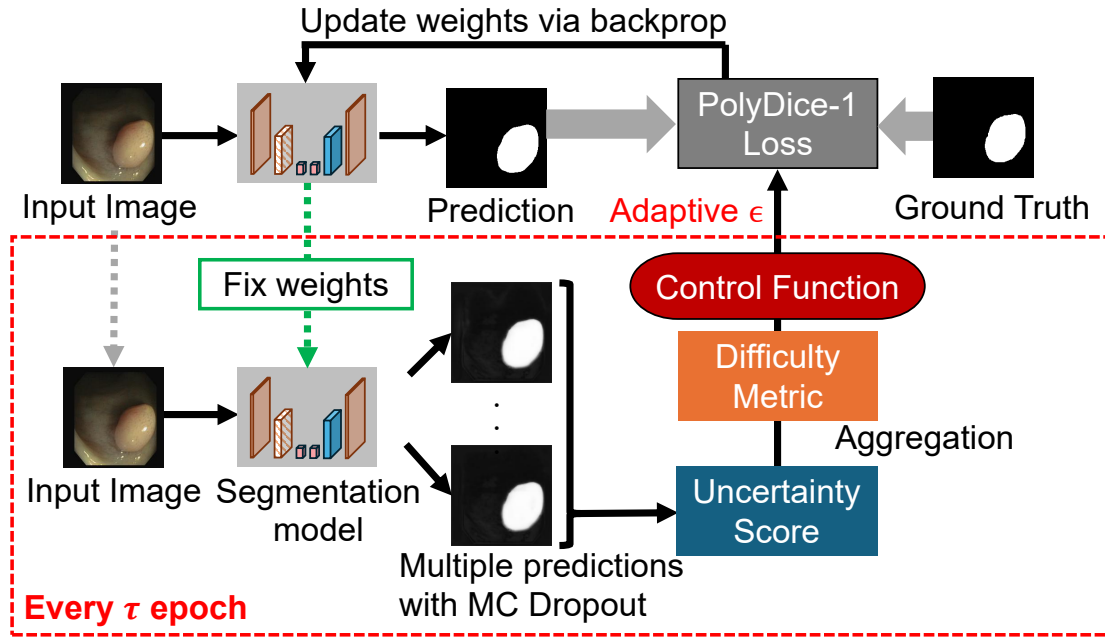 Update weights via backprop
PolyDice-1
Loss
Input Image
Prediction
Adaptive ϵ
Ground Truth
Fix weights
Control Function
Difficulty
Metric
Aggregation
Input Image
Segmentation
model
Uncertainty
Score
Multiple predictions
with MC Dropout
Every τ epoch